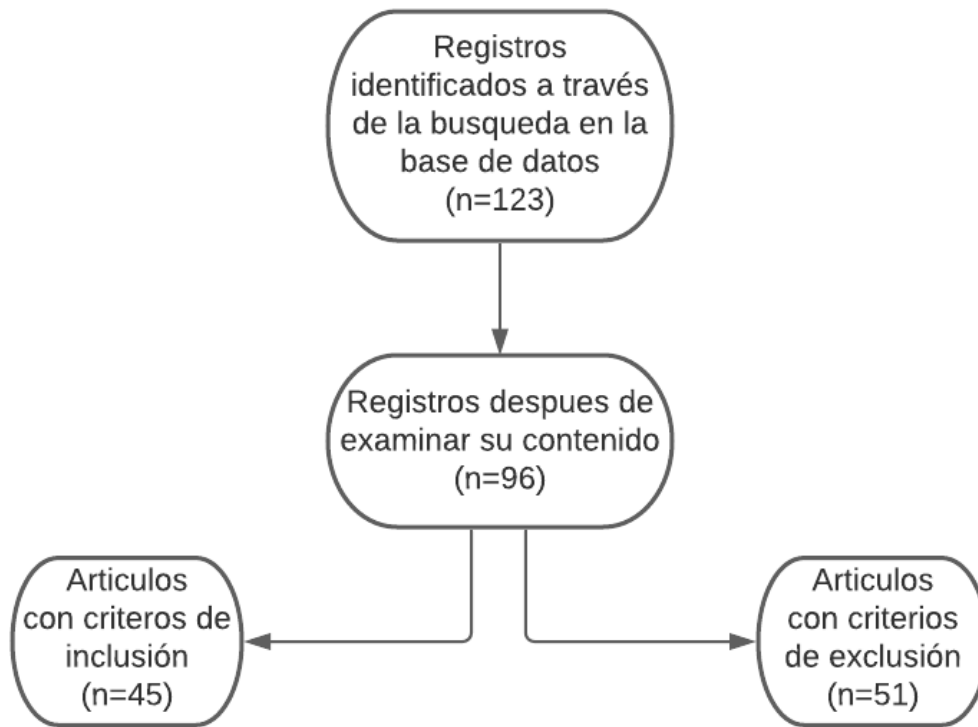 Registros
identificados a través
de la busqueda en la
base de datos
(n=123)
Registros despues de
examinar su contenido
(n=96)
Articulos
con criteros de
inclusión
(n=45)
Articulos
con criterios
de exclusión
(n=51)